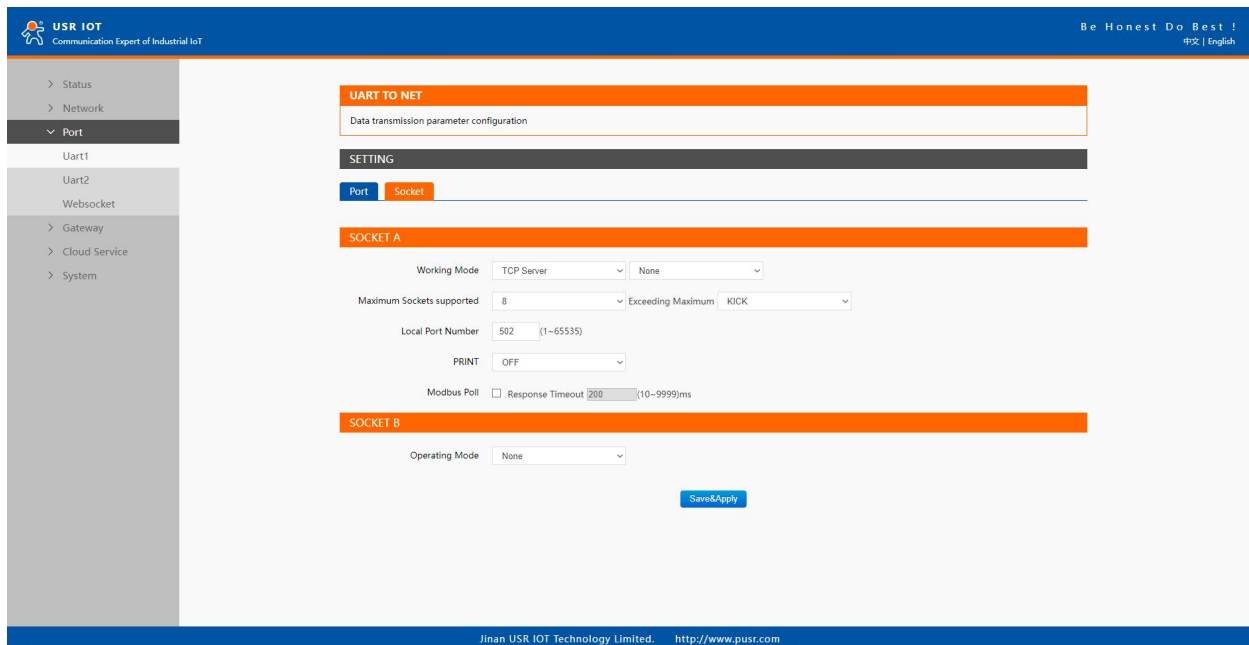 USR IOT
Communication Expert of Industrial IoT
Be Honest Do Best !
中文 | English
Status
Network
Port
Uart1
Uart2
Websocket
Gateway
Cloud Service
System
UART TO NET
Data transmission parameter configuration
SETTING
Port Socket
SOCKET A
Working Mode TCP Server None
Maximum Sockets supported 8 Exceeding Maximum KICK
Local Port Number 502 (1~65535)
PRINT OFF
Modbus Poll Response Timeout 200 (10~9999)ms
SOCKET B
Operating Mode None
Save&Apply
Jinan USR IOT Technology Limited. http://www.pusr.com